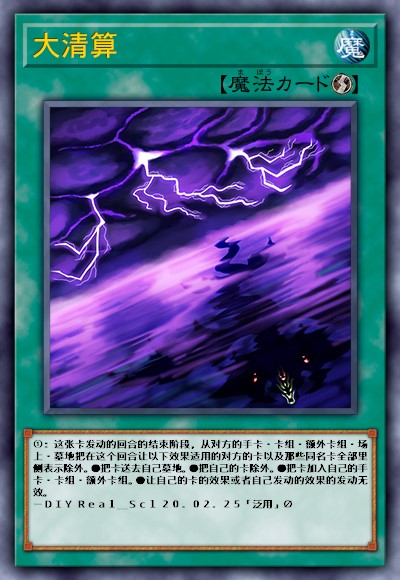 大清算
魔
【魔法カード】
まほう
①：这张卡发动的回合的结束阶段，从对方的手卡・卡组・额外卡组・场
上・墓地把在这个回合让以下效果适用的对方的卡以及那些同名卡全部里
侧表示除外。●把卡送去自己墓地。●把自己的卡除外。●把卡加入自己的手
卡・卡组・额外卡组。●让自己的卡的效果或者自己发动的效果的发动无
效。
－ＤＩＹＲｅａｌ＿Ｓｃｌ２０．０２．２５「泛用」∅